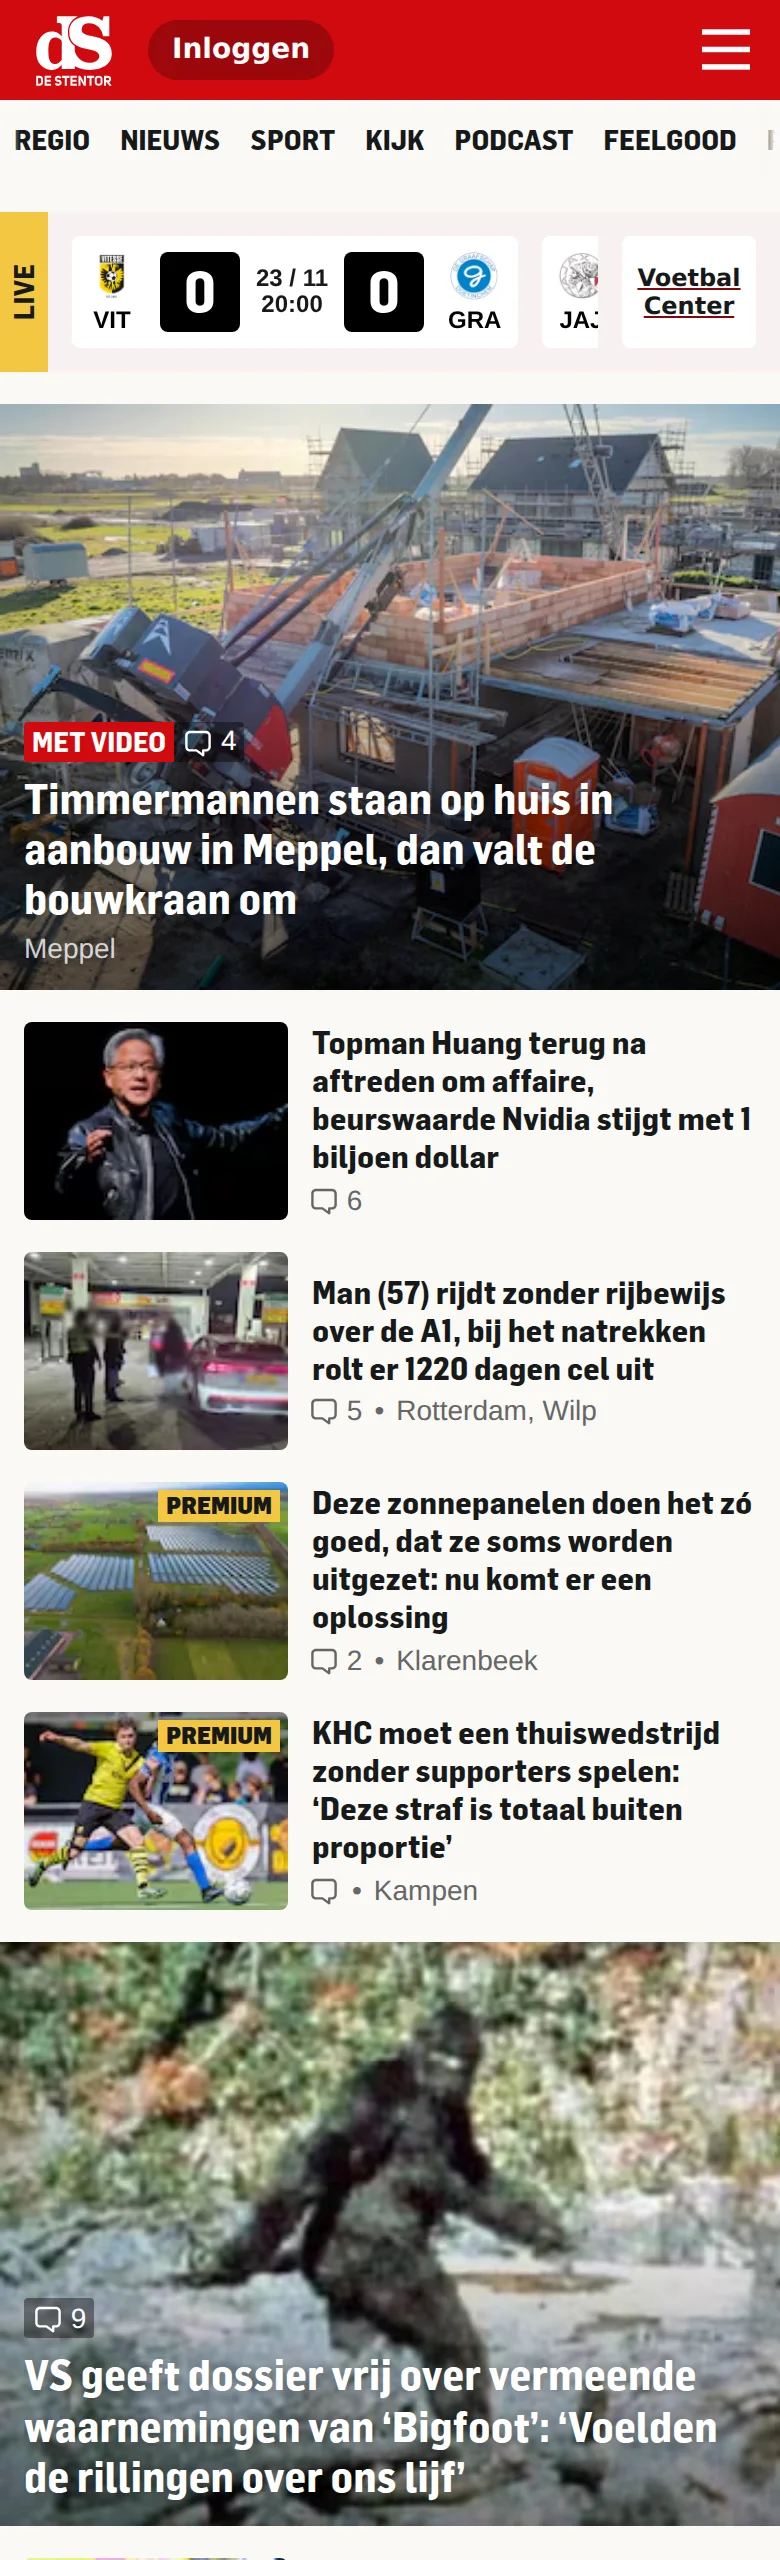 dS
DE STENTOR
Inloggen
REGIO NIEUWS SPORT KIJK PODCAST FEELGOOD
LIVE
VITESSE
VIT
0
23 / 11
20:00
0
DE GRAAFSCHAP
GRA
AJAX
JAJ
Voetbal
Center
MET VIDEO 4
Timmermannen staan op huis in
aanbouw in Meppel, dan valt de
bouwkraan om
Meppel
Topman Huang terug na
aftreden om affaire,
beurswaarde Nvidia stijgt met 1
biljoen dollar
6
Man (57) rijdt zonder rijbewijs
over de A1, bij het natrekken
rolt er 1220 dagen cel uit
5 • Rotterdam, Wilp
PREMIUM
Deze zonnepanelen doen het zó
goed, dat ze soms worden
uitgezet: nu komt er een
oplossing
2 • Klarenbeek
PREMIUM
KHC moet een thuiswedstrijd
zonder supporters spelen:
‘Deze straf is totaal buiten
proportie’
• Kampen
9
VS geeft dossier vrij over vermeende
waarnemingen van ‘Bigfoot’: ‘Voelden
de rillingen over ons lijf’